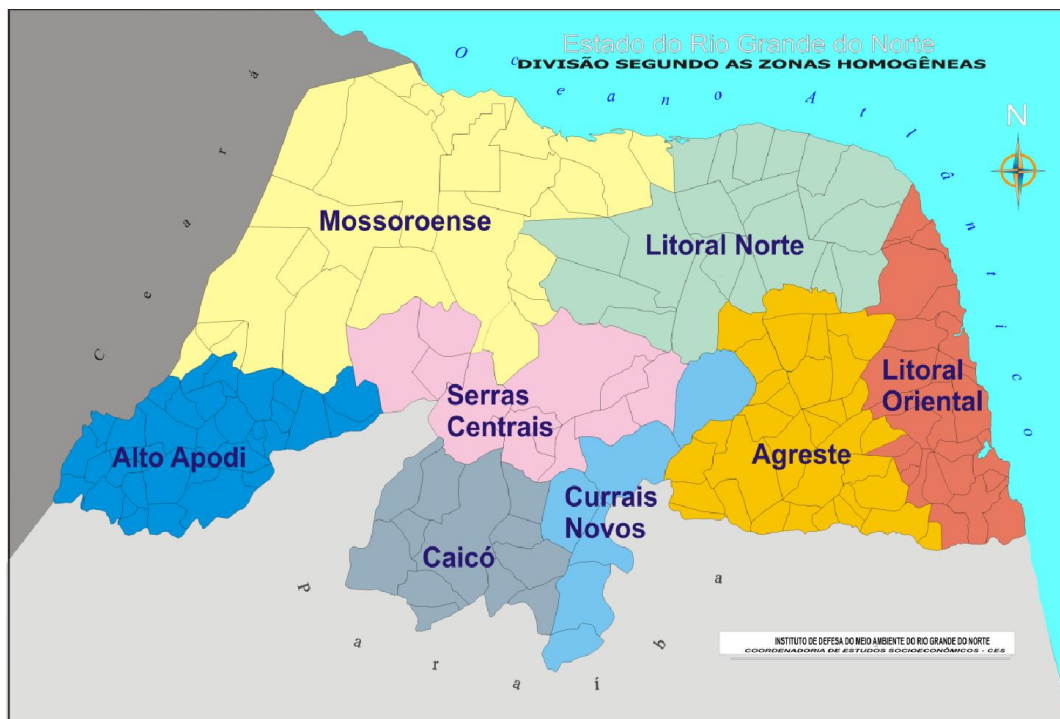 Estado do Rio Grande do Norte
DIVISÃO SEGUNDO AS ZONAS HOMOGÊNEAS
Oceano Atlântico
N
Ceará
Mossoroense
Litoral Norte
Litoral
Oriental
Serras
Centrais
Alto Apodi
Agreste
Currais
Novos
Caicó
Paraíba
INSTITUTO DE DEFESA DO MEIO AMBIENTE DO RIO GRANDE DO NORTE
COORDENADORIA DE ESTUDOS SOCIOECONÔMICOS - CES